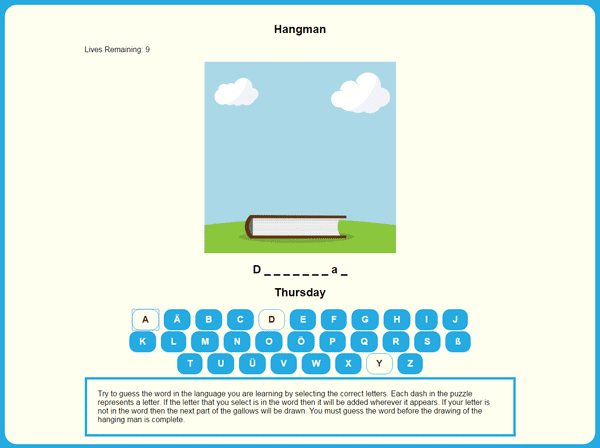 Hangman
Lives Remaining: 9
D _ _ _ _ _ _ _ a _
Thursday
A Ä B C D E F G H I J
K L M N O Ö P Q R S ß
T U Ü V W X Y Z
Try to guess the word in the language you are learning by selecting the correct letters. Each dash in the puzzle
represents a letter. If the letter that you select is in the word then it will be added wherever it appears. If your letter is
not in the word then the next part of the gallows will be drawn. You must guess the word before the drawing of the
hanging man is complete.